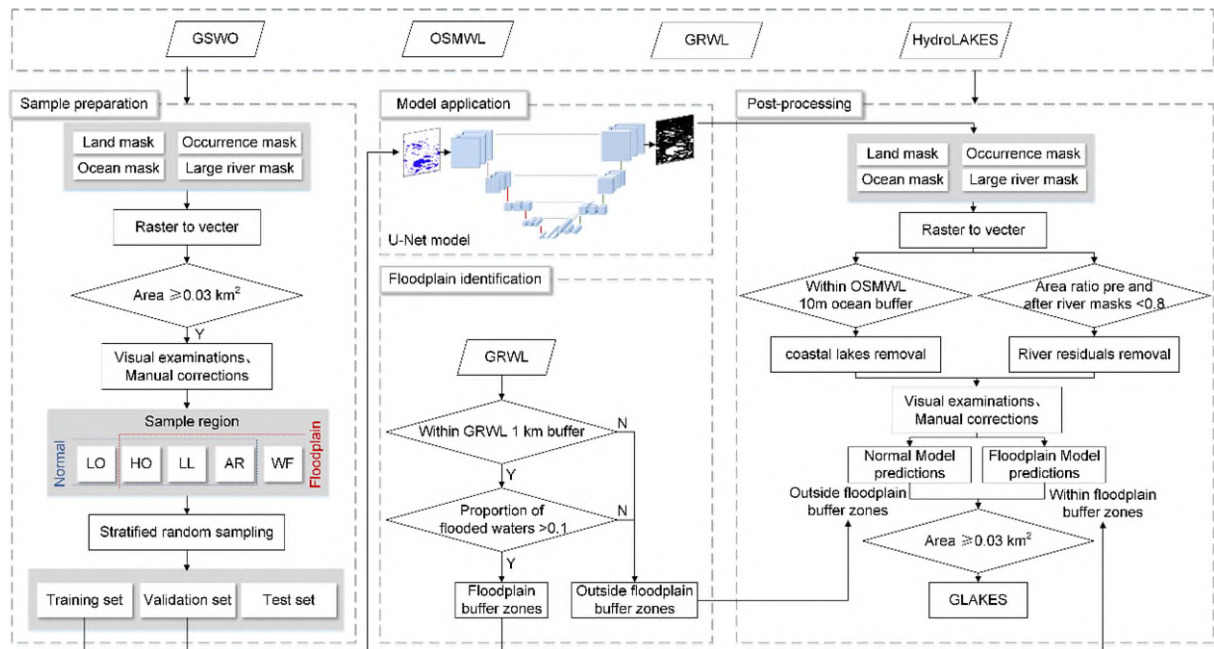 GSWO
OSMWL
GRWL
HydroLAKES
Sample preparation
Land mask
Occurrence mask
Ocean mask
Large river mask
Raster to vecter
Area ≥0.03 km²
Y
Visual examinations、
Manual corrections
Sample region
Normal
LO
HO
LL
AR
WF
Floodplain
Stratified random sampling
Training set
Validation set
Test set
Model application
U-Net model
Floodplain identification
GRWL
Within GRWL 1 km buffer
N
Y
Proportion of
flooded waters >0.1
N
Y
Floodplain
buffer zones
Outside floodplain
buffer zones
Post-processing
Land mask
Occurrence mask
Ocean mask
Large river mask
Raster to vecter
Within OSMWL
10m ocean buffer
Area ratio pre and
after river masks <0.8
coastal lakes removal
River residuals removal
Visual examinations、
Manual corrections
Normal Model
predictions
Floodplain Model
predictions
Outside floodplain
buffer zones
Within floodplain
buffer zones
Area ≥0.03 km²
GLAKES